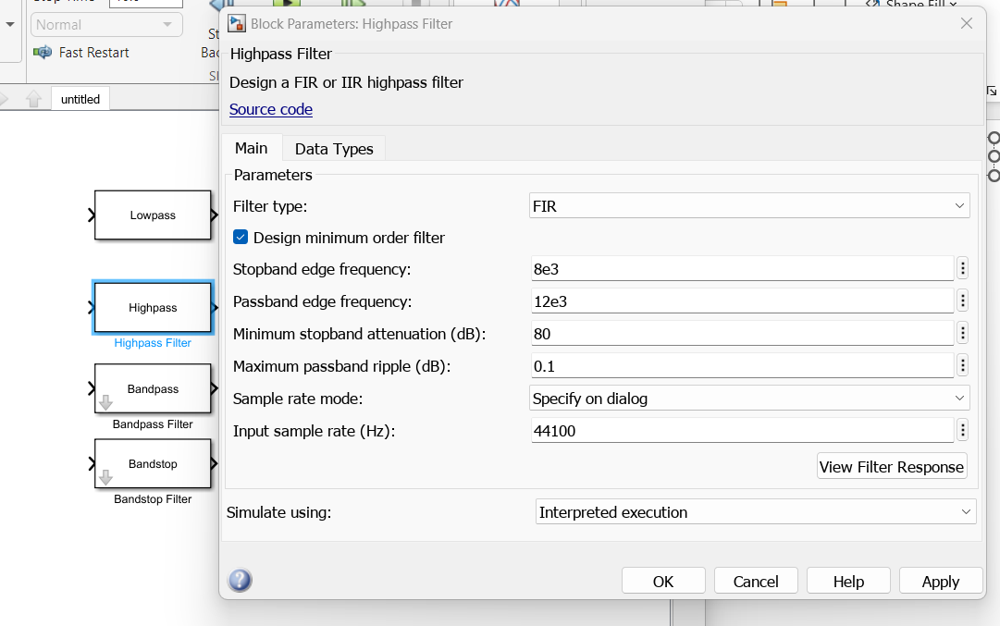 Normal
Fast Restart
untitled
Lowpass
Highpass
Highpass Filter
Bandpass
Bandpass Filter
Bandstop
Bandstop Filter
Block Parameters: Highpass Filter
Highpass Filter
Design a FIR or IIR highpass filter
Source code
Main Data Types
Parameters
Filter type: FIR
Design minimum order filter
Stopband edge frequency: 8e3
Passband edge frequency: 12e3
Minimum stopband attenuation (dB): 80
Maximum passband ripple (dB): 0.1
Sample rate mode: Specify on dialog
Input sample rate (Hz): 44100
View Filter Response
Simulate using: Interpreted execution
OK Cancel Help Apply